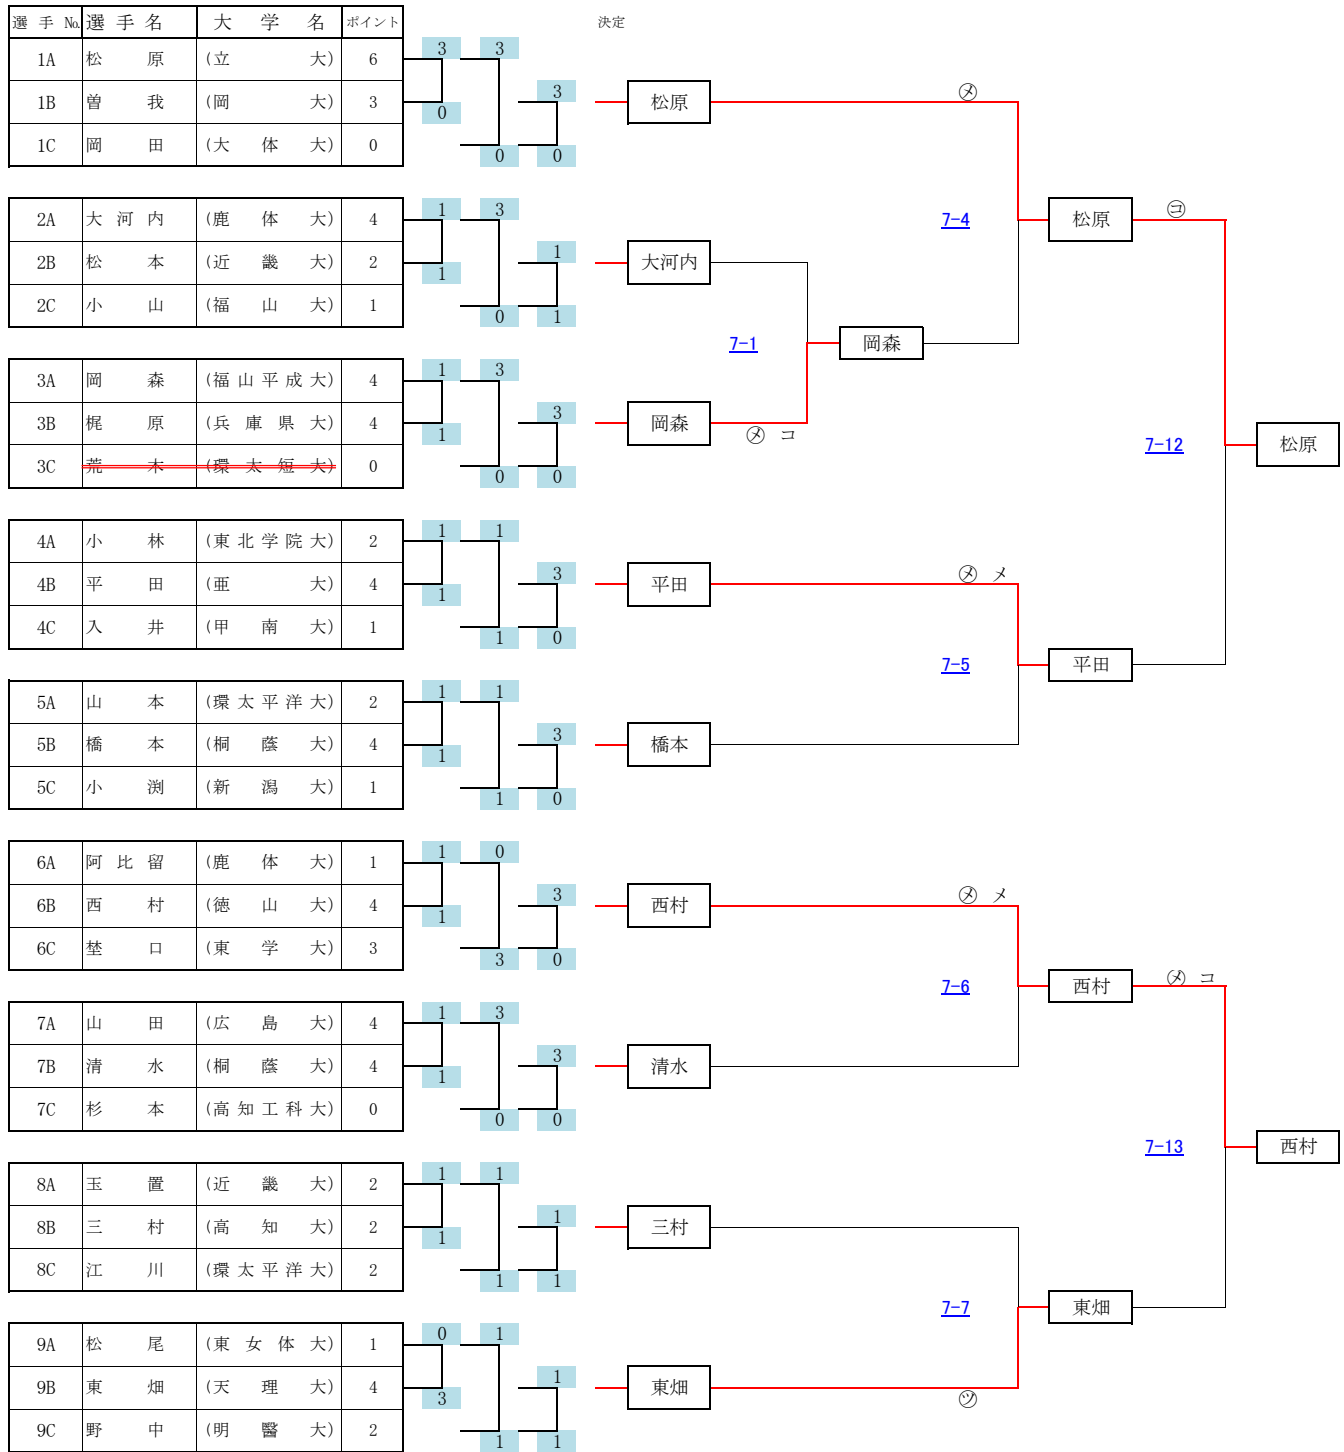 選 手 № 選 手 名 大 学 名 ポイント 決定
3 3
1A 松 原 (立 大) 6
3
1B 曽 我 (岡 大) 3 松原 ㋱
0
1C 岡 田 (大 体 大) 0
0 0
1 3
2A 大 河 内 (鹿 体 大) 4 7-4 松原 ㋙
1
2B 松 本 (近 畿 大) 2 大河内
1
2C 小 山 (福 山 大) 1
0 1
7-1 岡森
1 3
3A 岡 森 (福 山 平 成 大) 4
3
3B 梶 原 (兵 庫 県 大) 4 岡森 ㋱ コ
1
7-12 松原
3C 荒 木 (環 太 短 大) 0
0 0
1 1
4A 小 林 (東 北 学 院 大) 2
3
4B 平 田 (亜 大) 4 平田 ㋱ メ
1
4C 入 井 (甲 南 大) 1
1 0
7-5 平田
1 1
5A 山 本 (環 太 平 洋 大) 2
3
5B 橋 本 (桐 蔭 大) 4 橋本
1
5C 小 渕 (新 潟 大) 1
1 0
1 0
6A 阿 比 留 (鹿 体 大) 1
3
6B 西 村 (徳 山 大) 4 西村 ㋱ メ
1
6C 埜 口 (東 学 大) 3
3 0
7-6 西村 ㋱ コ
1 3
7A 山 田 (広 島 大) 4
3
7B 清 水 (桐 蔭 大) 4 清水
1
7C 杉 本 (高 知 工 科 大) 0
0 0
7-13 西村
1 1
8A 玉 置 (近 畿 大) 2
1
8B 三 村 (高 知 大) 2 三村
1
8C 江 川 (環 太 平 洋 大) 2
1 1
7-7 東畑
0 1
9A 松 尾 (東 女 体 大) 1
1
9B 東 畑 (天 理 大) 4 東畑 ㋡
3
9C 野 中 (明 醫 大) 2
1 1